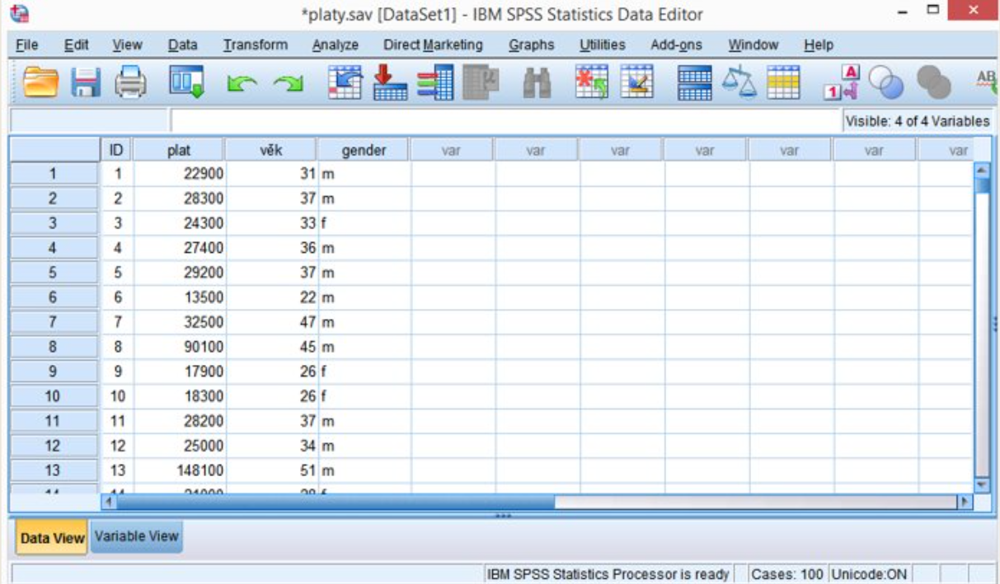 *platy.sav [DataSet1] - IBM SPSS Statistics Data Editor
File Edit View Data Transform Analyze Direct Marketing Graphs Utilities Add-ons Window Help
A
1
AB
Visible: 4 of 4 Variables
ID plat věk gender var var var var var var var
1 1 22900 31 m
2 2 28300 37 m
3 3 24300 33 f
4 4 27400 36 m
5 5 29200 37 m
6 6 13500 22 m
7 7 32500 47 m
8 8 90100 45 m
9 9 17900 26 f
10 10 18300 26 f
11 11 28200 37 m
12 12 25000 34 m
13 13 148100 51 m
Data View Variable View
IBM SPSS Statistics Processor is ready Cases: 100 Unicode:ON